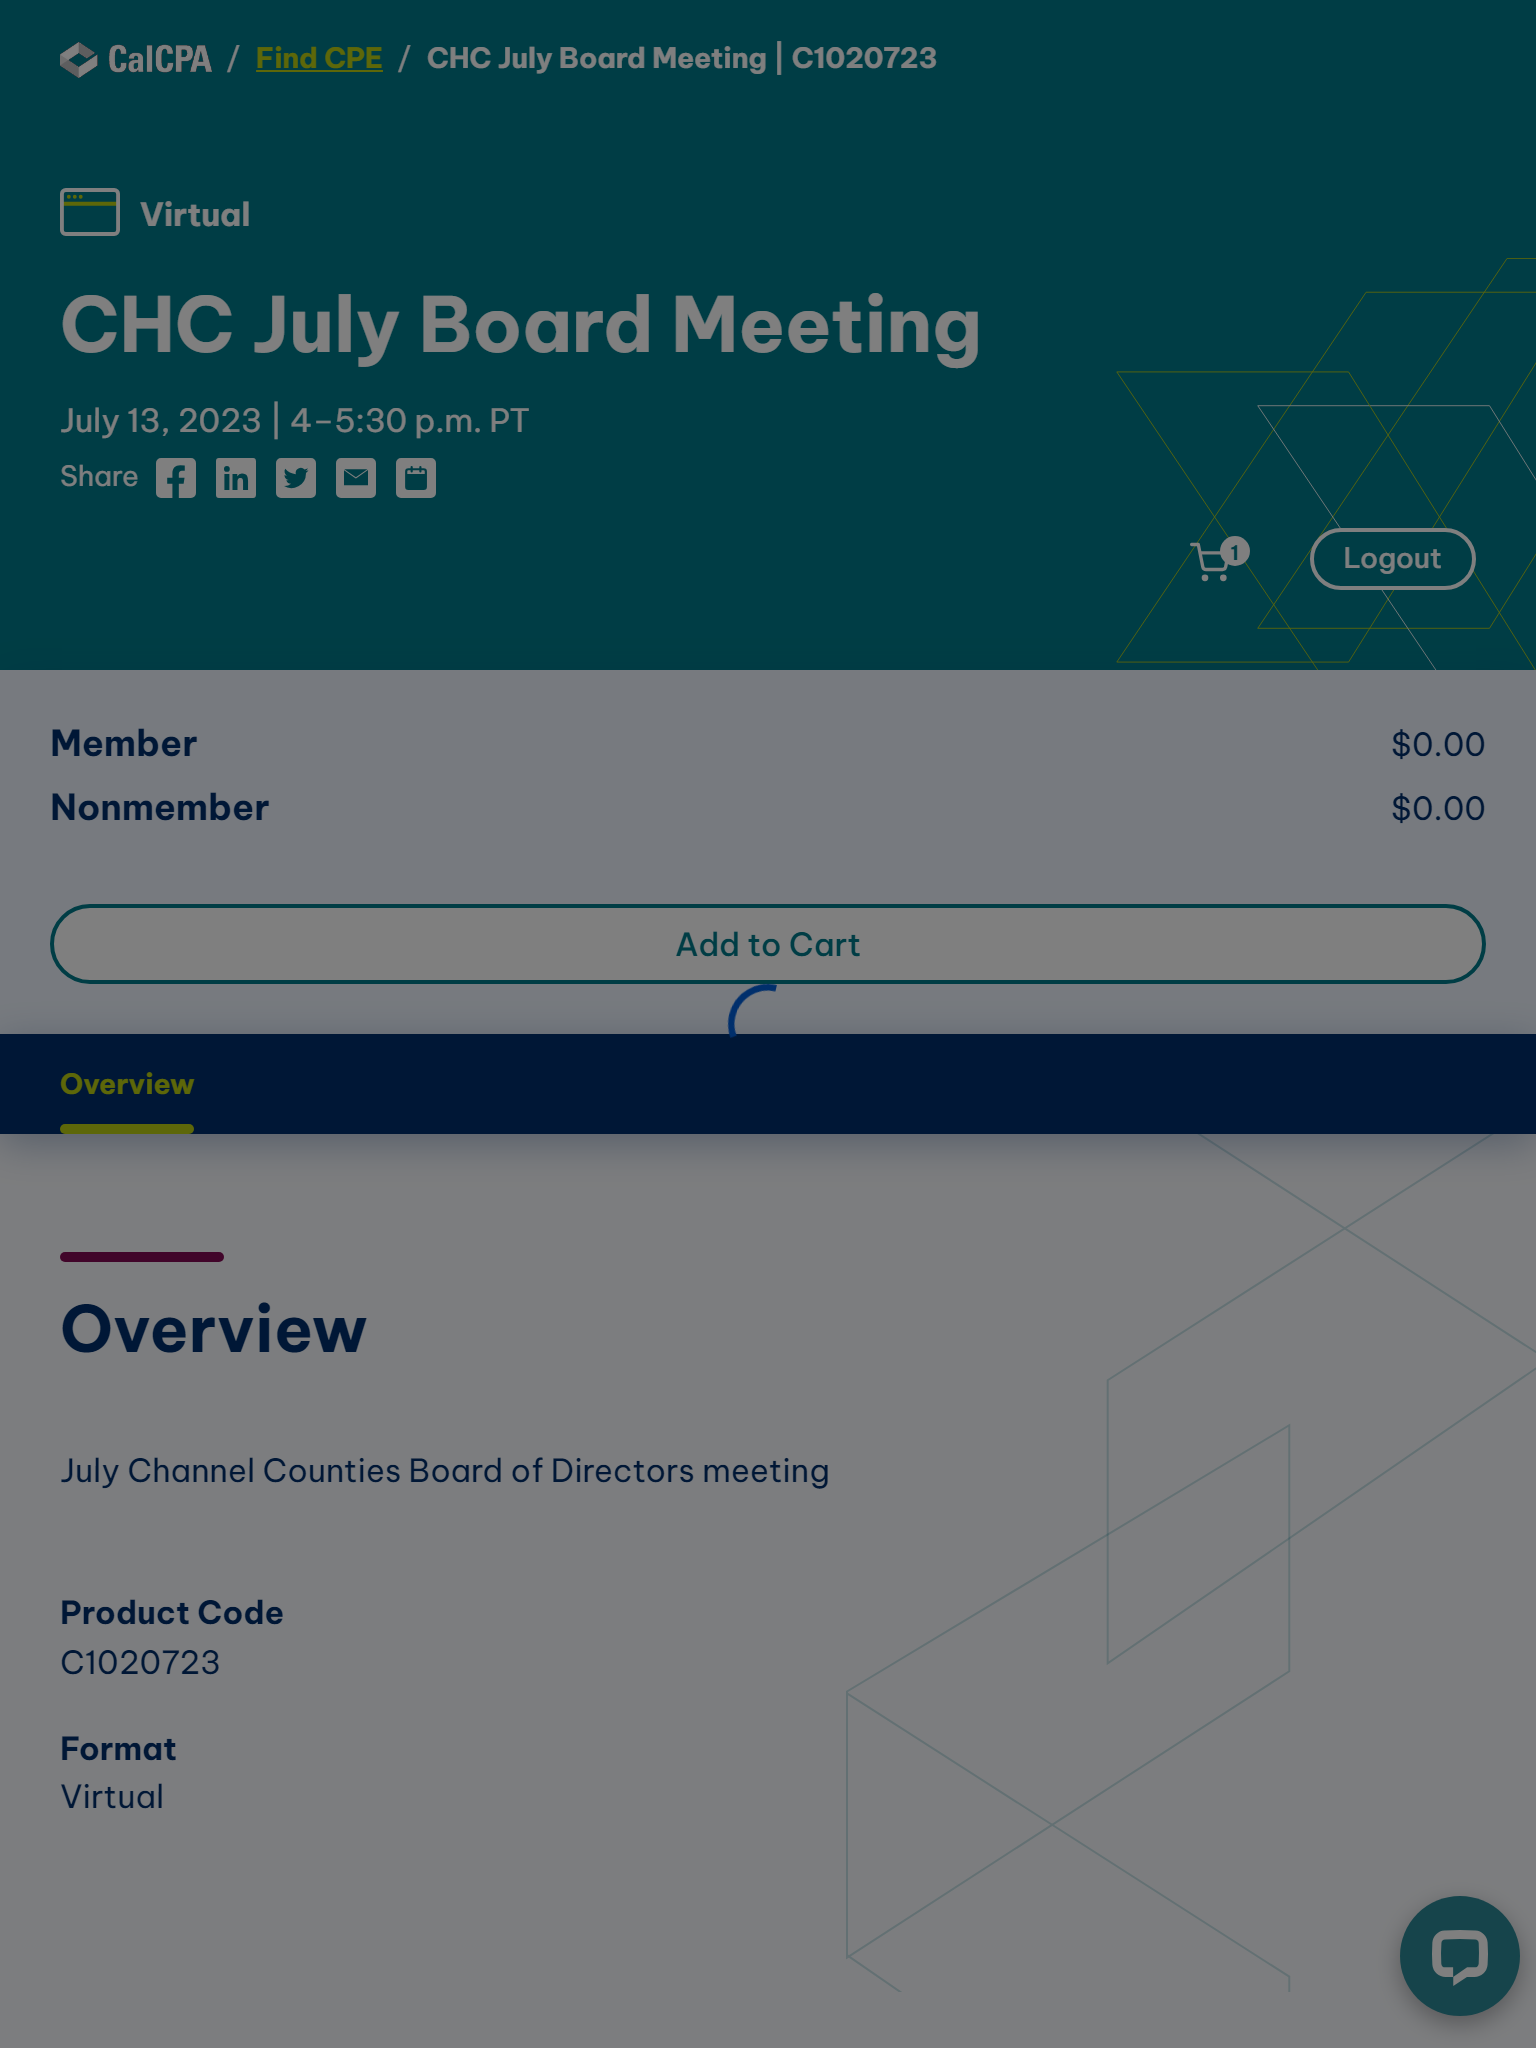 CalCPA / Find CPE / CHC July Board Meeting | C1020723
Virtual
CHC July Board Meeting
July 13, 2023 | 4–5:30 p.m. PT
Share
1
Logout
Member $0.00
Nonmember $0.00
Add to Cart
Overview
Overview
July Channel Counties Board of Directors meeting
Product Code
C1020723
Format
Virtual